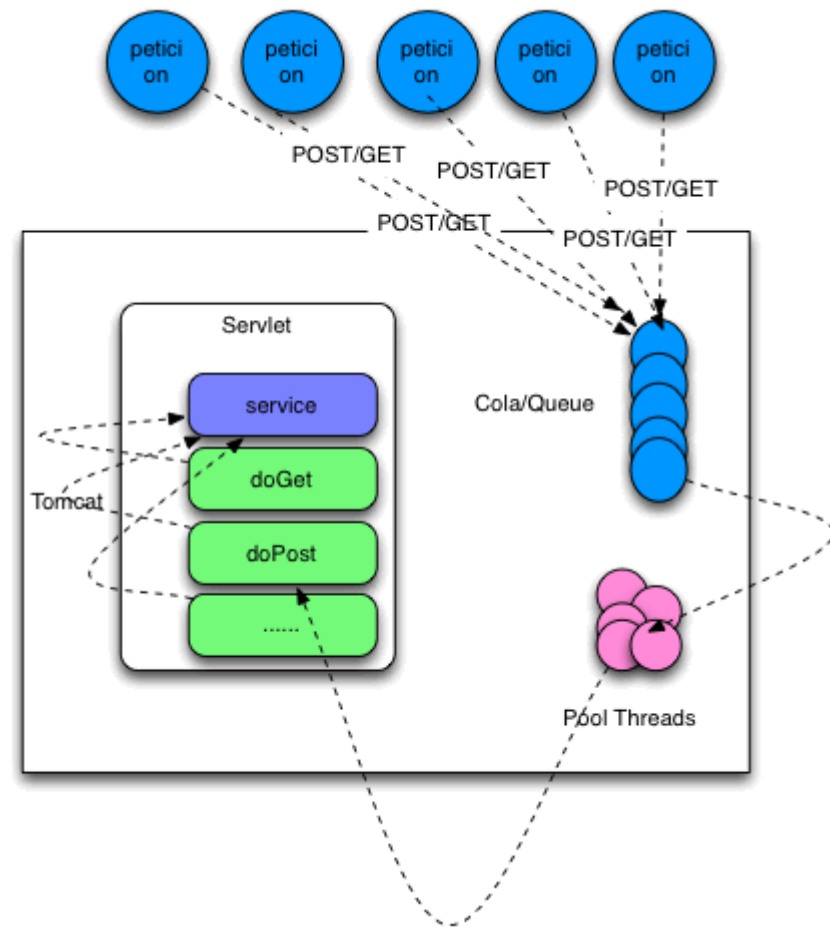 petici
on
petici
on
petici
on
petici
on
petici
on
POST/GET
POST/GET
POST/GET
POST/GET
POST/GET
Servlet
service
doGet
doPost
......
Tomcat
Cola/Queue
Pool Threads